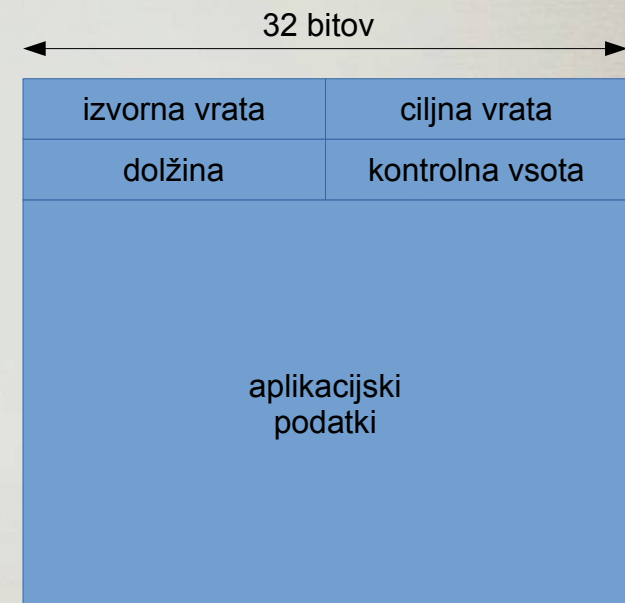 32 bitov
izvorna vrata
ciljna vrata
dolžina
kontrolna vsota
aplikacijski
podatki